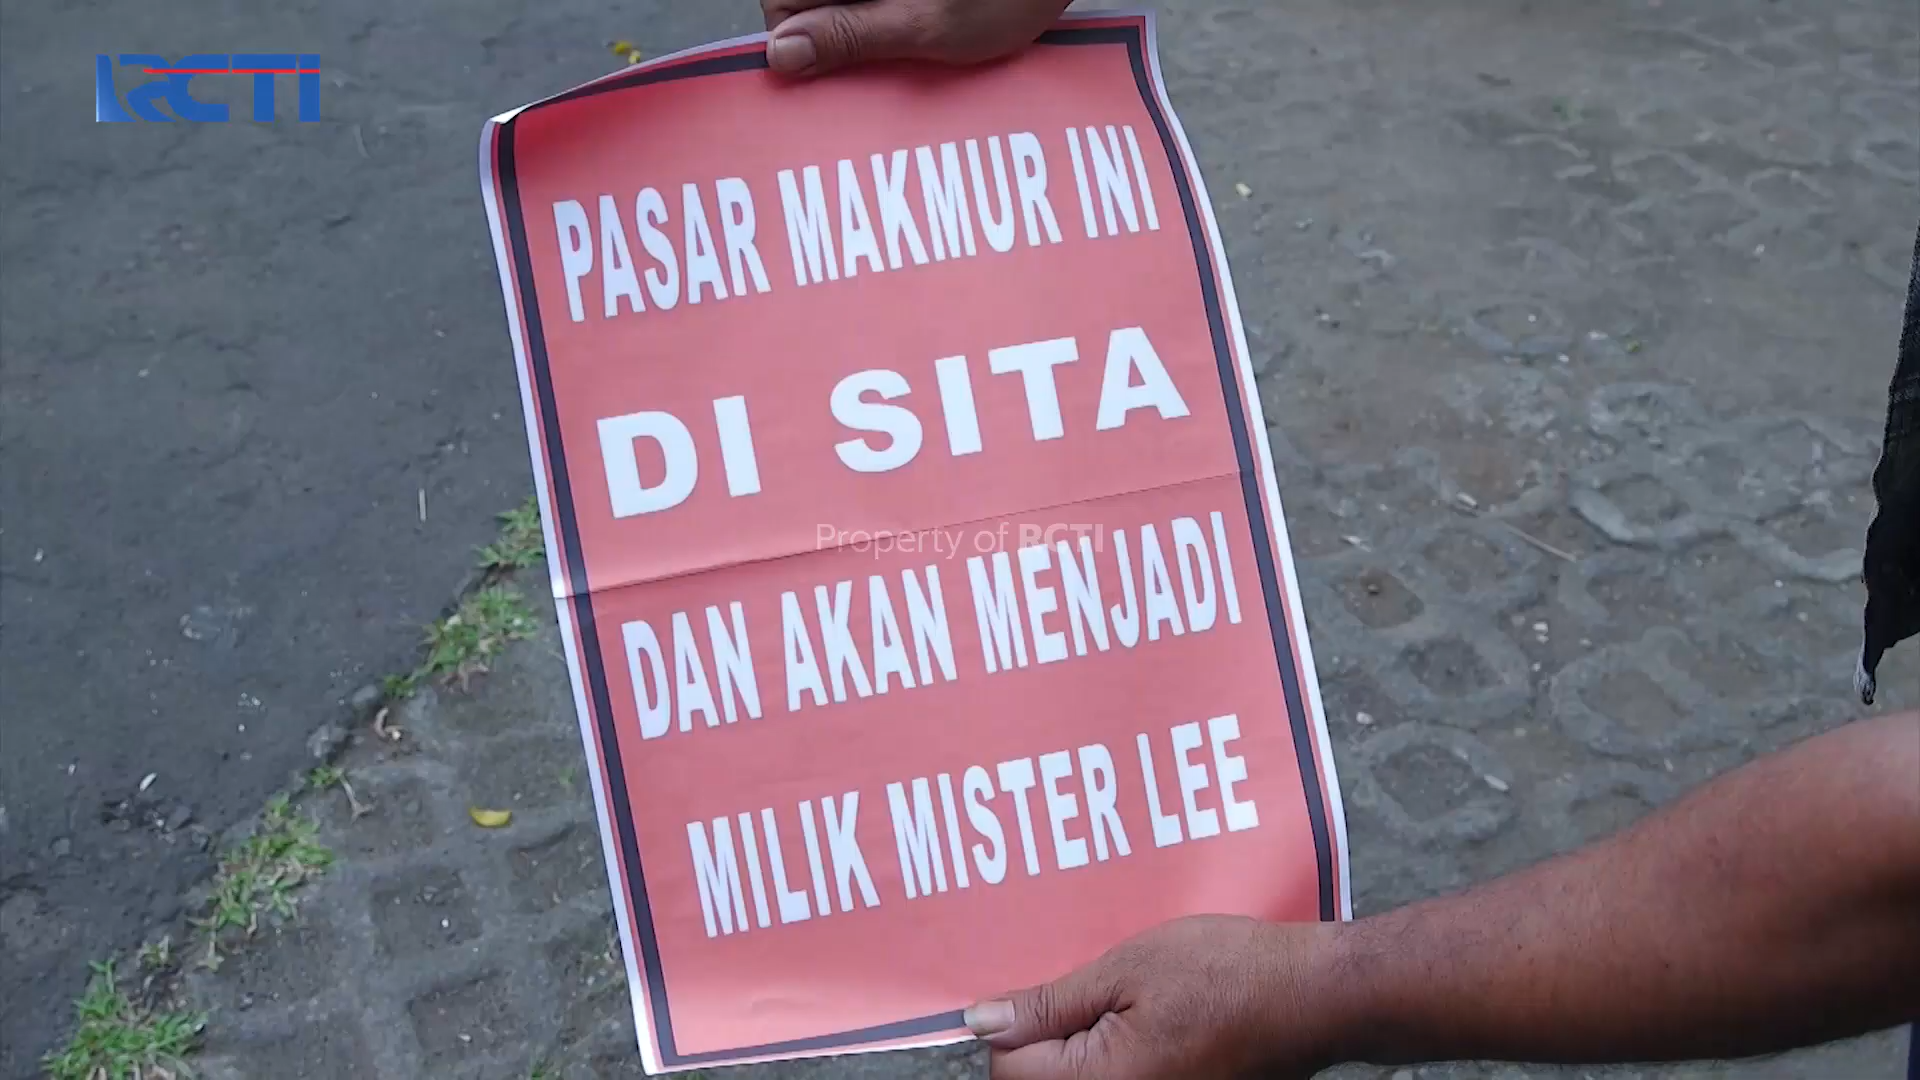 RCTI
PASAR MAKMUR INI
DI SITA
Property of RCTI
DAN AKAN MENJADI
MILIK MISTER LEE